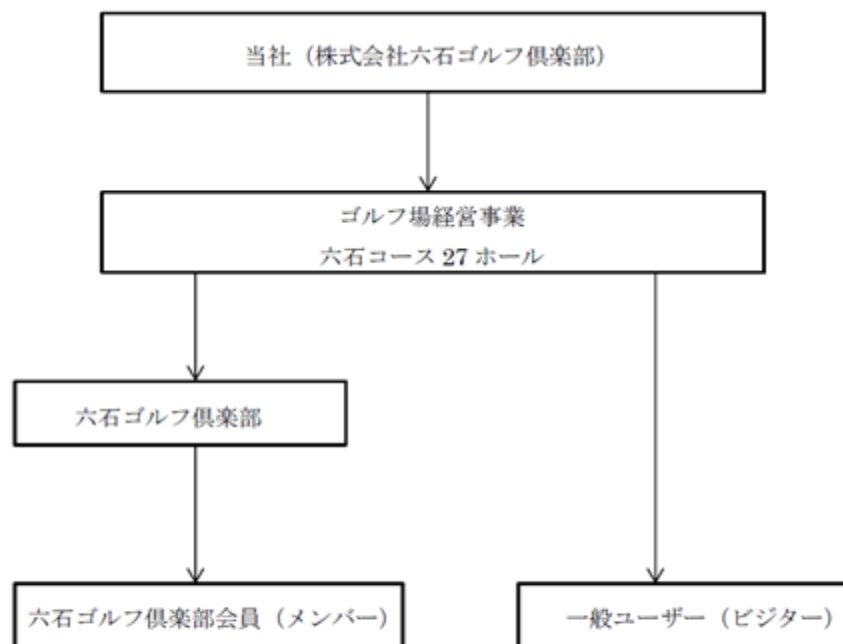 当社（株式会社六石ゴルフ倶楽部）
ゴルフ場経営事業
六石コース 27 ホール
六石ゴルフ倶楽部
六石ゴルフ倶楽部会員（メンバー）
一般ユーザー（ビジター）